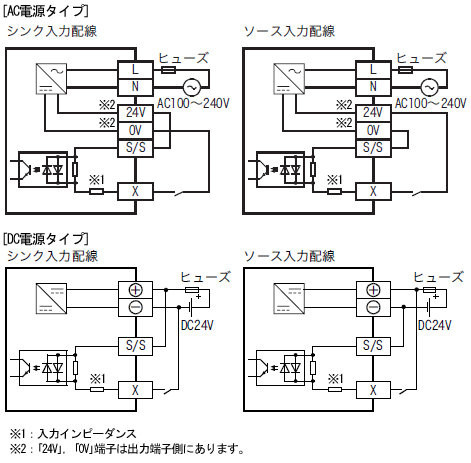 [AC電源タイプ]
シンク入力配線
ソース入力配線
L
ヒューズ
N
※2
24V
AC100～240V
※2
0V
S/S
※1
X
L
ヒューズ
N
※2
24V
AC100～240V
※2
0V
S/S
※1
X
[DC電源タイプ]
シンク入力配線
ソース入力配線
ヒューズ
+
−
+
DC24V
S/S
※1
X
ヒューズ
+
−
+
DC24V
S/S
※1
X
※1：入力インピーダンス
※2：「24V」，「0V」端子は出力端子側にあります。